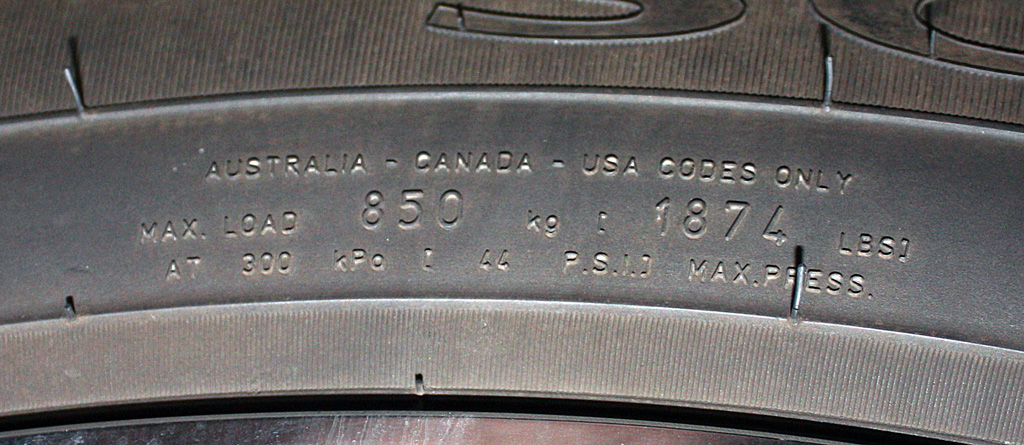 AUSTRALIA - CANADA - USA CODES ONLY
MAX. LOAD 850 kg [ 1874 LBS]
AT 300 kPa [ 44 P.S.I.] MAX.PRESS.